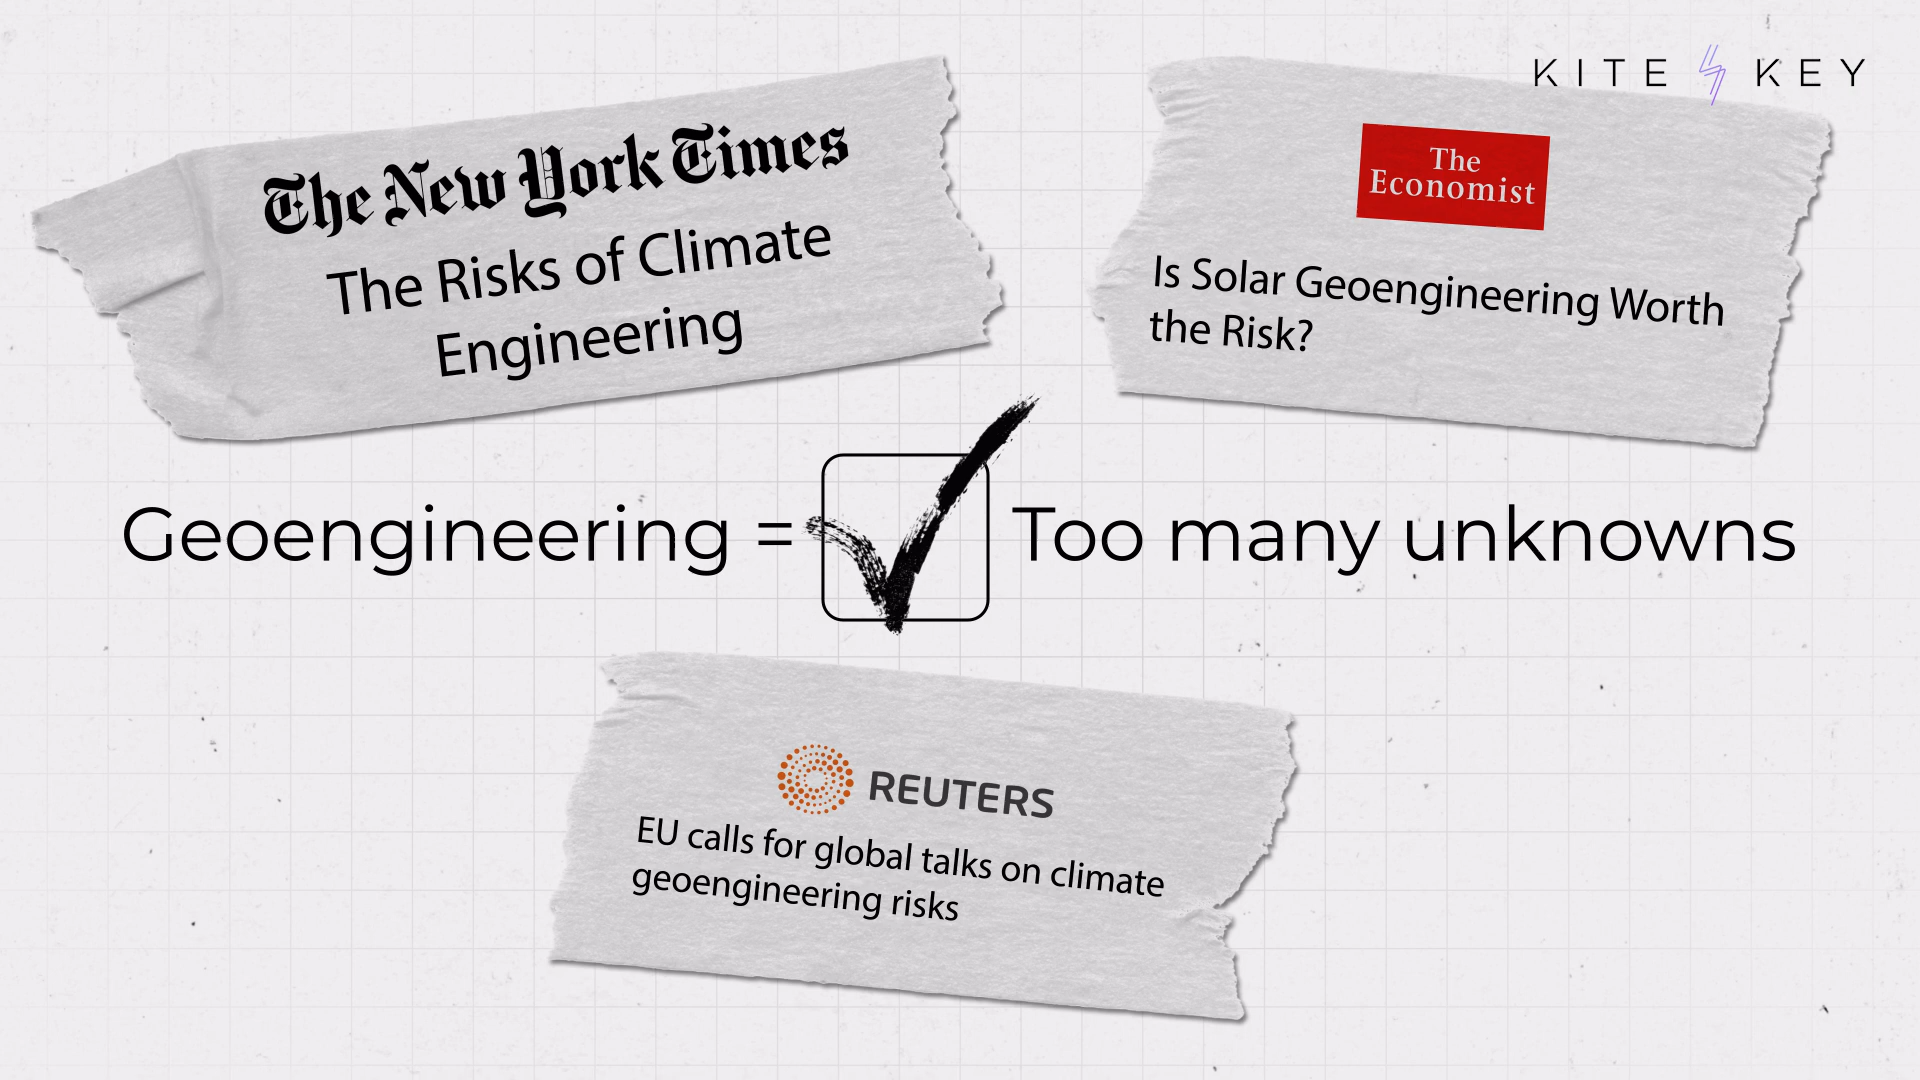 KITE KEY
The New York Times
The Risks of Climate
Engineering
The
Economist
Is Solar Geoengineering Worth
the Risk?
Geoengineering = Too many unknowns
REUTERS
EU calls for global talks on climate
geoengineering risks